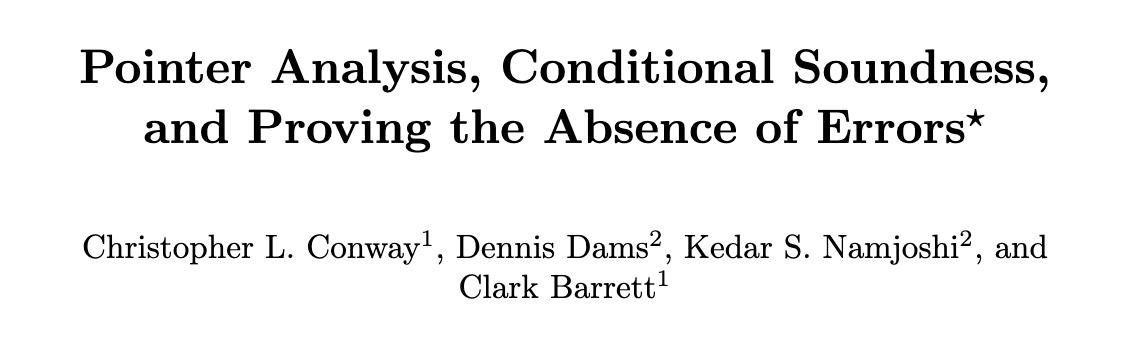 Pointer Analysis, Conditional Soundness,
and Proving the Absence of Errors⋆
Christopher L. Conway¹, Dennis Dams², Kedar S. Namjoshi², and
Clark Barrett¹